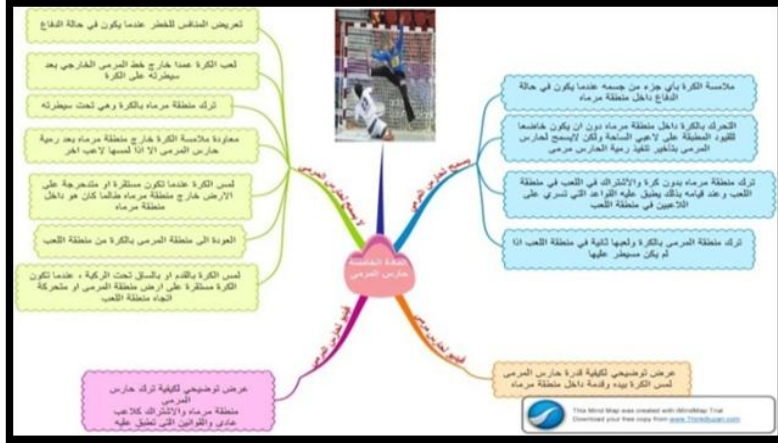 المادة الخامسة
حارس المرمى
يسمح لحارس المرمى
ملامسة الكرة بأي جزء من جسمه عندما يكون في حالة
الدفاع داخل منطقة مرماه
التحرك بالكرة داخل منطقة مرماه دون ان يكون خاضعا
للقيود المطبقة على لاعبي الساحة ولكن لايسمح لحارس
المرمى بتأخير تنفيذ رمية الحارس مرمى
ترك منطقة مرماه بدون كرة والاشتراك في اللعب في منطقة
اللعب وعند قيامه بذلك يطبق عليه القواعد التي تسري على
اللاعبين في منطقة اللعب
ترك منطقة المرمى بالكرة ولعبها ثانية في منطقة اللعب اذا
لم يكن مسيطر عليها
فيديو لحارس مرمى
عرض توضيحي لكيفية قدرة حارس المرمى
لمس الكرة بيده وقدمة داخل منطقة مرماه
لا يسمح لحارس المرمى
تعريض المنافس للخطر عندما يكون في حالة الدفاع
لعب الكرة عمدا خارج خط المرمى الخارجي بعد
سيطرته على الكرة
ترك منطقة مرماه بالكرة وهي تحت سيطرته
معاودة ملامسة الكرة خارج منطقة مرماه بعد رمية
حارس المرمى الا اذا لمسها لاعب اخر
لمس الكرة عندما تكون مستقرة او متدحرجة على
الارض خارج منطقة مرماه طالما كان هو داخل
منطقة مرماه
العودة الى منطقة المرمى بالكرة من منطقة اللعب
لمس الكرة بالقدم او بالساق تحت الركبة ، عندما تكون
الكرة مستقرة على ارض منطقة المرمى او متحركة
اتجاه منطقة اللعب
فيديو لحارس المرمى
عرض توضيحي لكيفية ترك حارس
المرمى
منطقة مرماه والاشتراك كلاعب
عادى والقوانين التى تطبق عليه
This Mind Map was created with iMindMap Trial
Download your free copy from www.ThinkBuzan.com